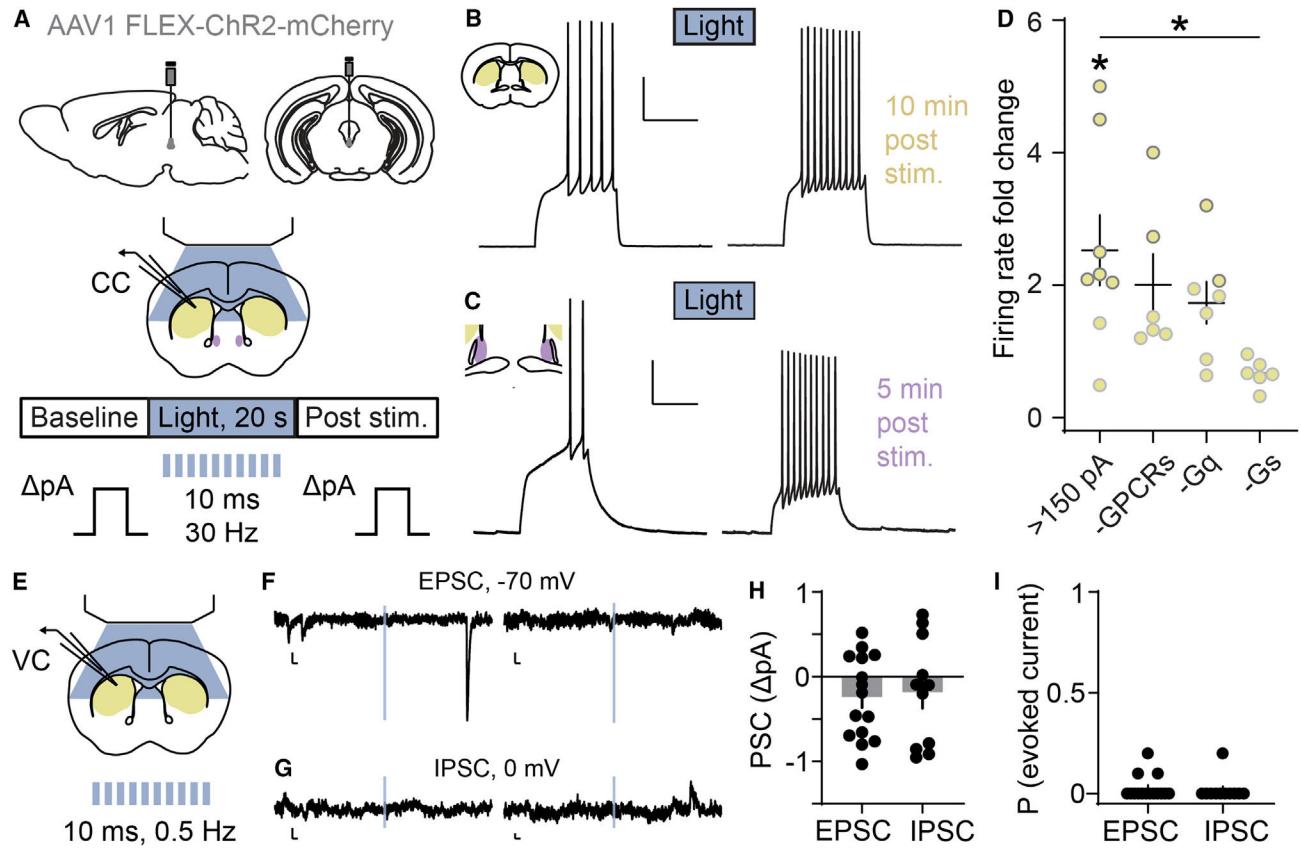 A
AAV1 FLEX-ChR2-mCherry
CC
Baseline
Light, 20 s
Post stim.
ΔpA
10 ms
30 Hz
ΔpA
B
Light
10 min
post
stim.
C
Light
5 min
post
stim.
D
Firing rate fold change
6
4
2
0
*
*
>150 pA
-GPCRs
-Gq
-Gs
E
VC
10 ms, 0.5 Hz
F
EPSC, -70 mV
G
IPSC, 0 mV
H
PSC (ΔpA)
1
0
-1
EPSC
IPSC
I
P (evoked current)
1
0.5
0
EPSC
IPSC